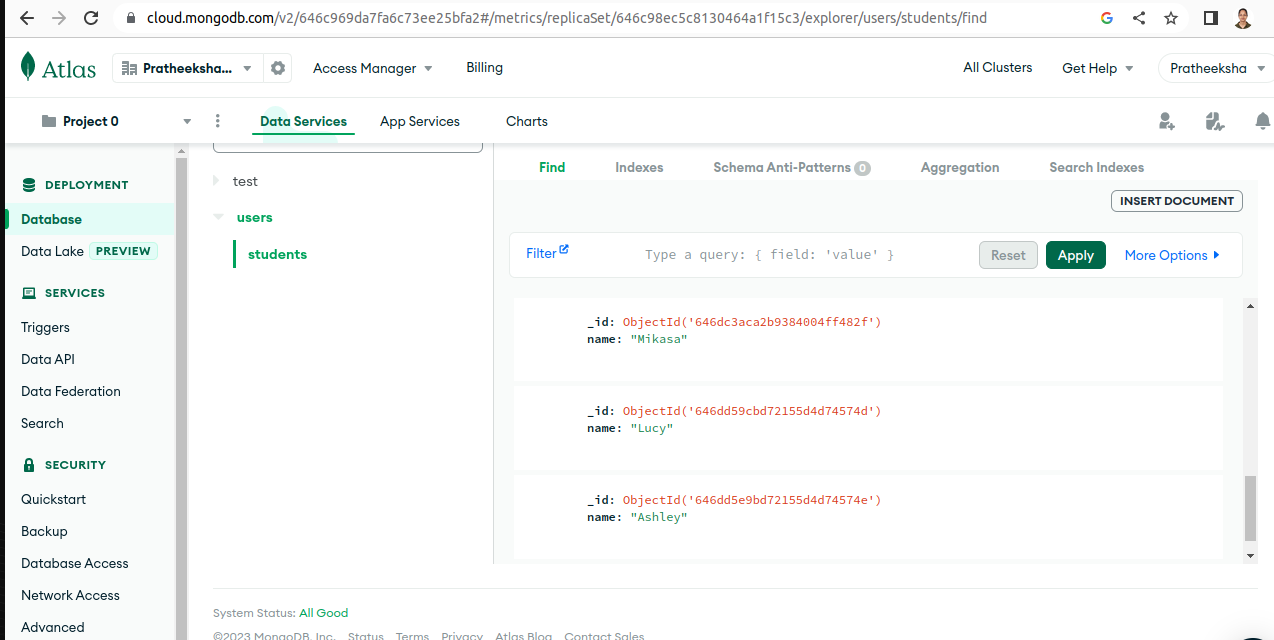 cloud.mongodb.com/v2/646c969da7fa6c73ee25bfa2#/metrics/replicaSet/646c98ec5c8130464a1f15c3/explorer/users/students/find
Atlas Pratheeksha... Access Manager Billing All Clusters Get Help Pratheeksha
Project 0 Data Services App Services Charts
Find Indexes Schema Anti-Patterns 0 Aggregation Search Indexes
DEPLOYMENT
Database
Data Lake PREVIEW
SERVICES
Triggers
Data API
Data Federation
Search
SECURITY
Quickstart
Backup
Database Access
Network Access
Advanced
test
users
students
INSERT DOCUMENT
Filter Type a query: { field: 'value' } Reset Apply More Options
_id: ObjectId('646dc3aca2b9384004ff482f')
name: "Mikasa"
_id: ObjectId('646dd59cbd72155d4d74574d')
name: "Lucy"
_id: ObjectId('646dd5e9bd72155d4d74574e')
name: "Ashley"
System Status: All Good
©2023 MongoDB, Inc. Status Terms Privacy Atlas Blog Contact Sales